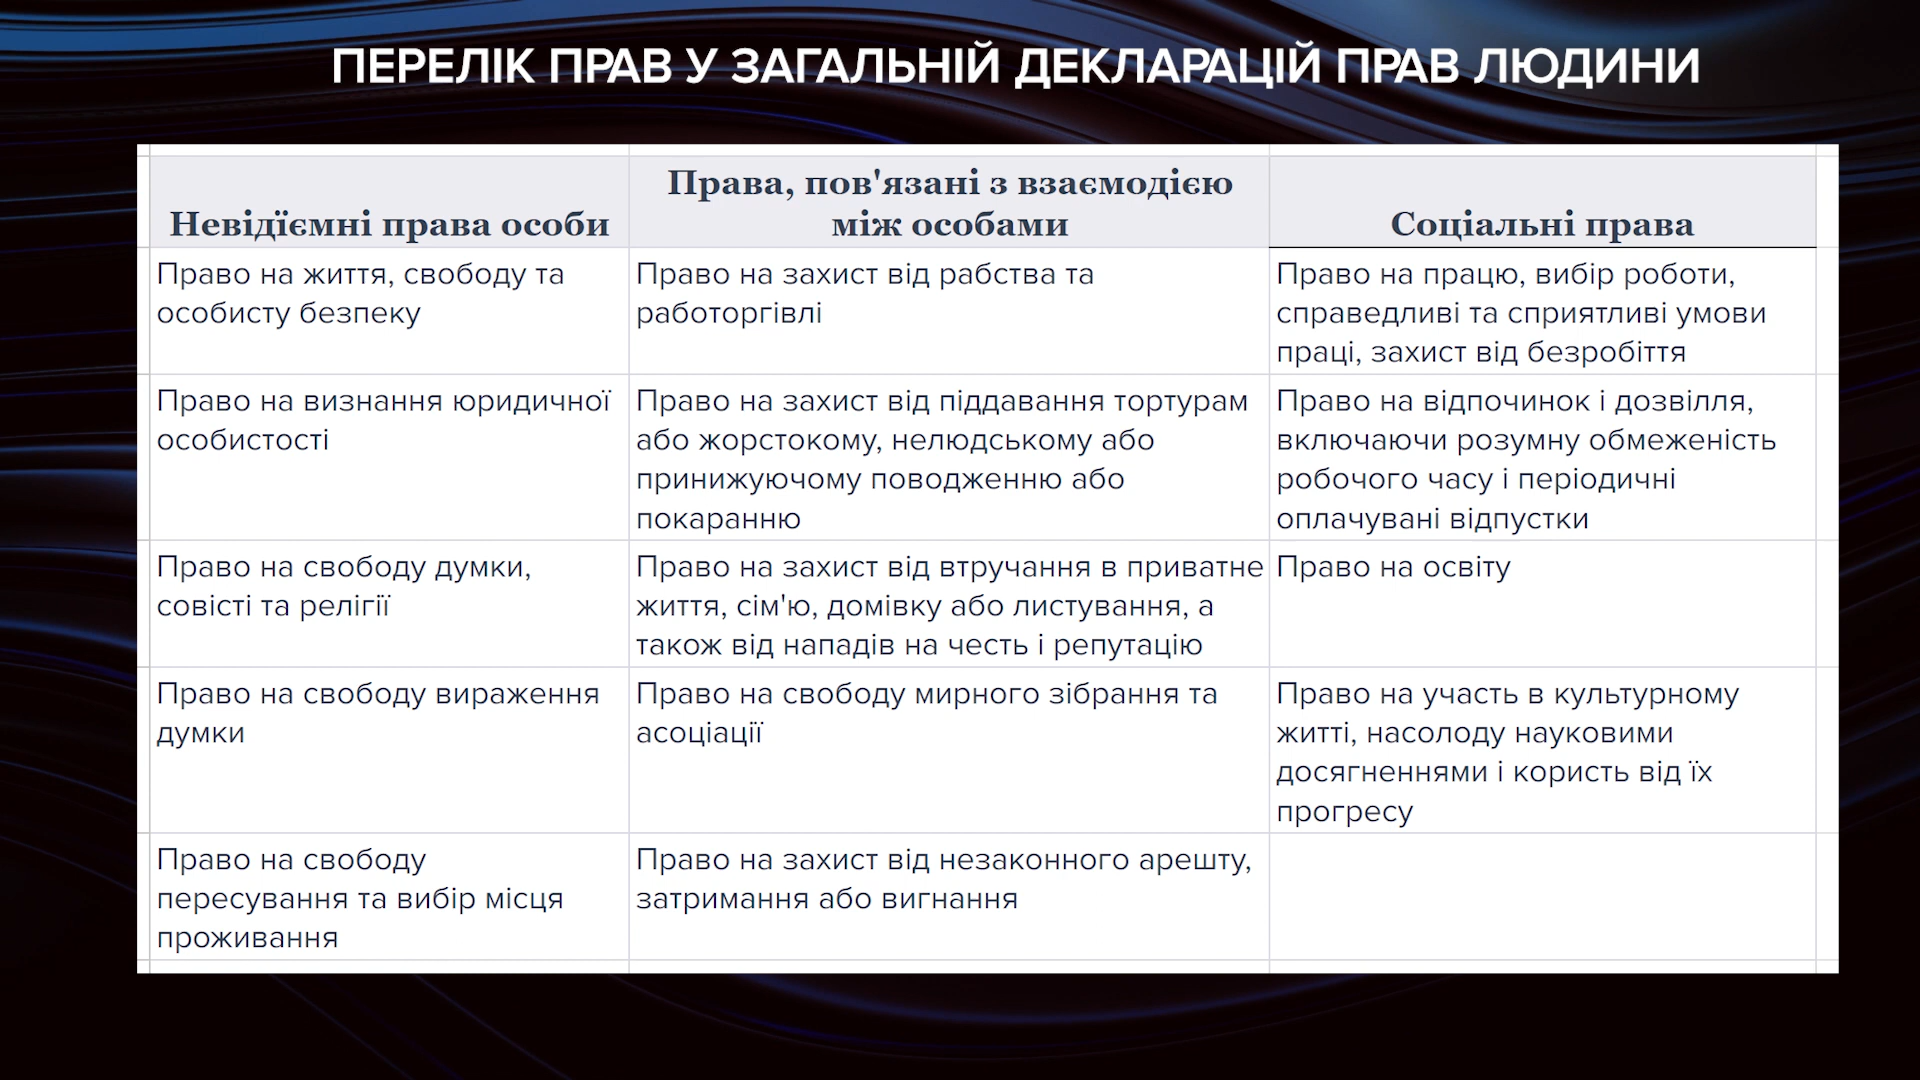 ПЕРЕЛІК ПРАВ У ЗАГАЛЬНІЙ ДЕКЛАРАЦІЙ ПРАВ ЛЮДИНИ
Невідїємні права особи
Права, пов'язані з взаємодією
між особами
Соціальні права
Право на життя, свободу та
особисту безпеку
Право на захист від рабства та
работоргівлі
Право на працю, вибір роботи,
справедливі та сприятливі умови
праці, захист від безробіття
Право на визнання юридичної
особистості
Право на захист від піддавання тортурам
або жорстокому, нелюдському або
принижуючому поводженню або
покаранню
Право на відпочинок і дозвілля,
включаючи розумну обмеженість
робочого часу і періодичні
оплачувані відпустки
Право на свободу думки,
совісті та релігії
Право на захист від втручання в приватне
життя, сім'ю, домівку або листування, а
також від нападів на честь і репутацію
Право на освіту
Право на свободу вираження
думки
Право на свободу мирного зібрання та
асоціації
Право на участь в культурному
житті, насолоду науковими
досягненнями і користь від їх
прогресу
Право на свободу
пересування та вибір місця
проживання
Право на захист від незаконного арешту,
затримання або вигнання